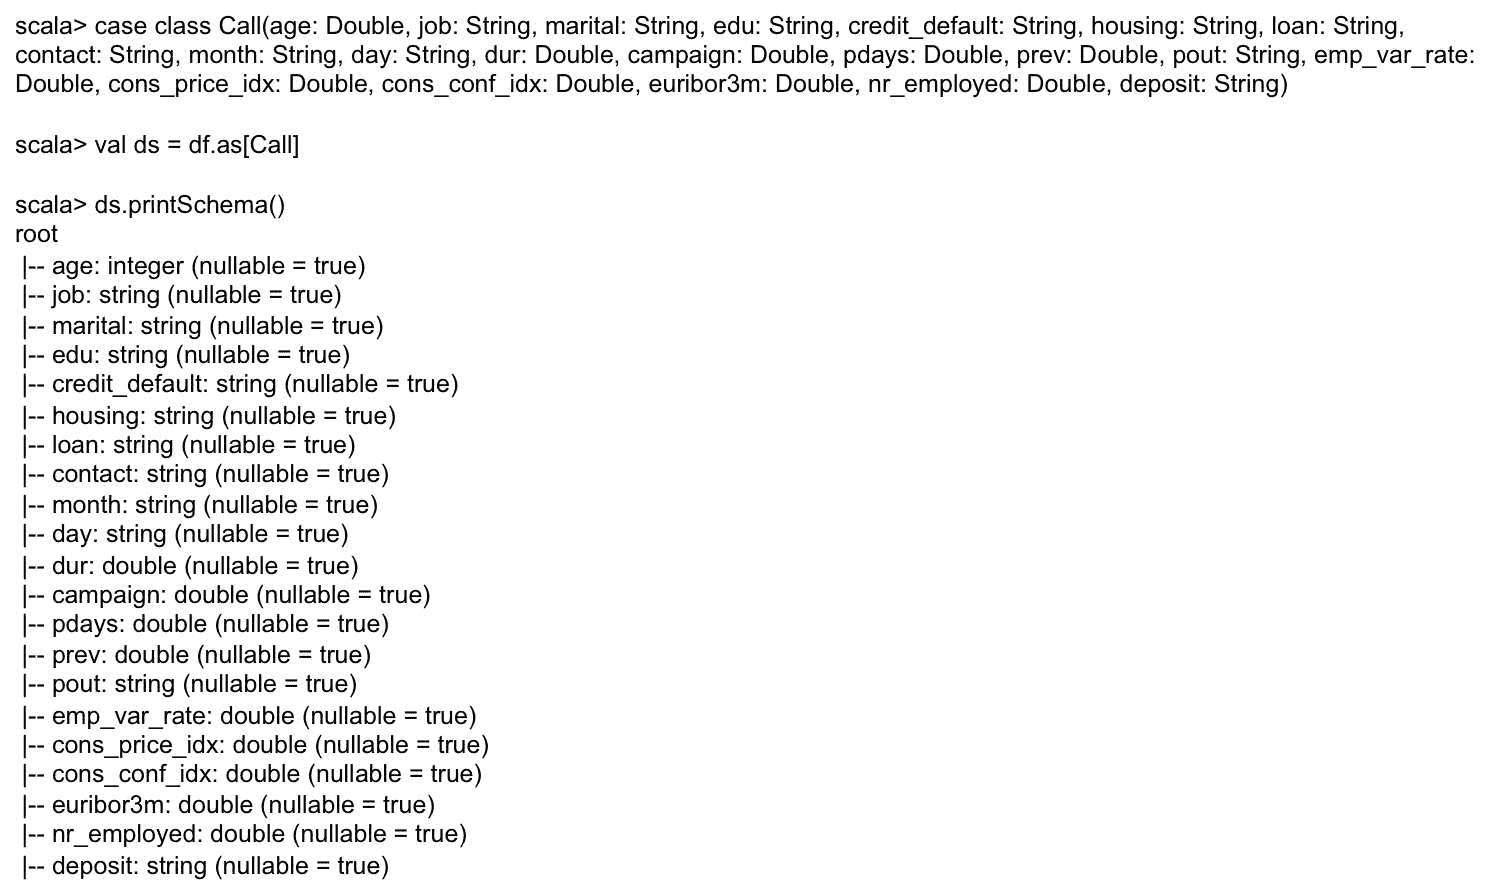 scala> case class Call(age: Double, job: String, marital: String, edu: String, credit_default: String, housing: String, loan: String,
contact: String, month: String, day: String, dur: Double, campaign: Double, pdays: Double, prev: Double, pout: String, emp_var_rate:
Double, cons_price_idx: Double, cons_conf_idx: Double, euribor3m: Double, nr_employed: Double, deposit: String)
scala> val ds = df.as[Call]
scala> ds.printSchema()
root
|-- age: integer (nullable = true)
|-- job: string (nullable = true)
|-- marital: string (nullable = true)
|-- edu: string (nullable = true)
|-- credit_default: string (nullable = true)
|-- housing: string (nullable = true)
|-- loan: string (nullable = true)
|-- contact: string (nullable = true)
|-- month: string (nullable = true)
|-- day: string (nullable = true)
|-- dur: double (nullable = true)
|-- campaign: double (nullable = true)
|-- pdays: double (nullable = true)
|-- prev: double (nullable = true)
|-- pout: string (nullable = true)
|-- emp_var_rate: double (nullable = true)
|-- cons_price_idx: double (nullable = true)
|-- cons_conf_idx: double (nullable = true)
|-- euribor3m: double (nullable = true)
|-- nr_employed: double (nullable = true)
|-- deposit: string (nullable = true)